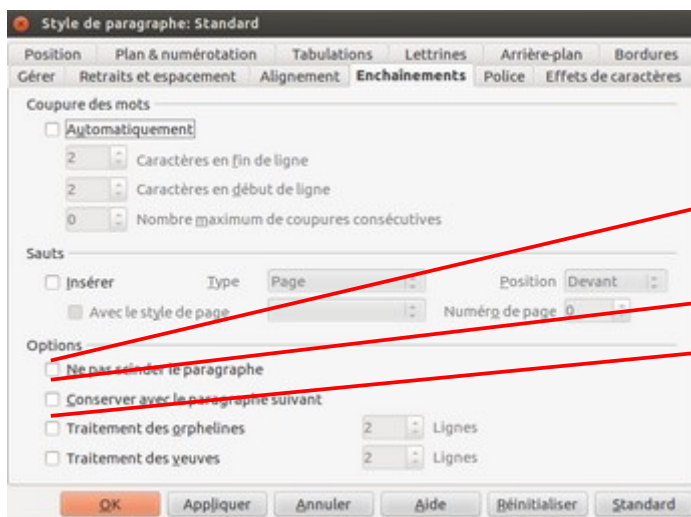 Style de paragraphe: Standard
Position Plan & numérotation Tabulations Lettrines Arrière-plan Bordures
Gérer Retraits et espacement Alignement Enchaînements Police Effets de caractères
Coupure des mots
Automatiquement
2 Caractères en fin de ligne
2 Caractères en début de ligne
0 Nombre maximum de coupures consécutives
Sauts
Insérer Type Page Position Devant
Avec le style de page Numéro de page 0
Options
Ne pas scinder le paragraphe
Conserver avec le paragraphe suivant
Traitement des orphelines 2 Lignes
Traitement des veuves 2 Lignes
OK Appliquer Annuler Aide Réinitialiser Standard